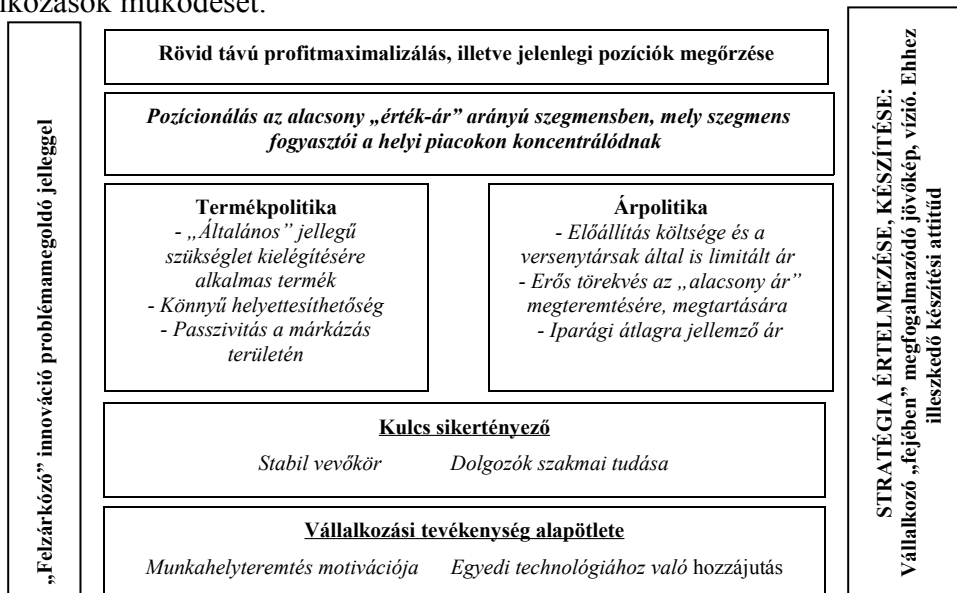 lkozások működését.
„Felzárkózó” innováció problémamegoldó jelleggel
Rövid távú profitmaximalizálás, illetve jelenlegi pozíciók megőrzése
Pozícionálás az alacsony „érték-ár” arányú szegmensben, mely szegmens
fogyasztói a helyi piacokon koncentrálódnak
Termékpolitika
- „Általános” jellegű
szükséglet kielégítésére
alkalmas termék
- Könnyű helyettesíthetőség
- Passzivitás a márkázás
területén
Árpolitika
- Előállítás költsége és a
versenytársak által is limitált ár
- Erős törekvés az „alacsony ár”
megteremtésére, megtartására
- Iparági átlagra jellemző ár
Kulcs sikertényező
Stabil vevőkör Dolgozók szakmai tudása
Vállalkozási tevékenység alapötlete
Munkahelyteremtés motivációja Egyedi technológiához való hozzájutás
STRATÉGIA ÉRTELMEZÉSE, KÉSZÍTÉSE:
Vállalkozó „fejében” megfogalmazódó jövőkép, vízió. Ehhez
illeszkedő készítési attitűd